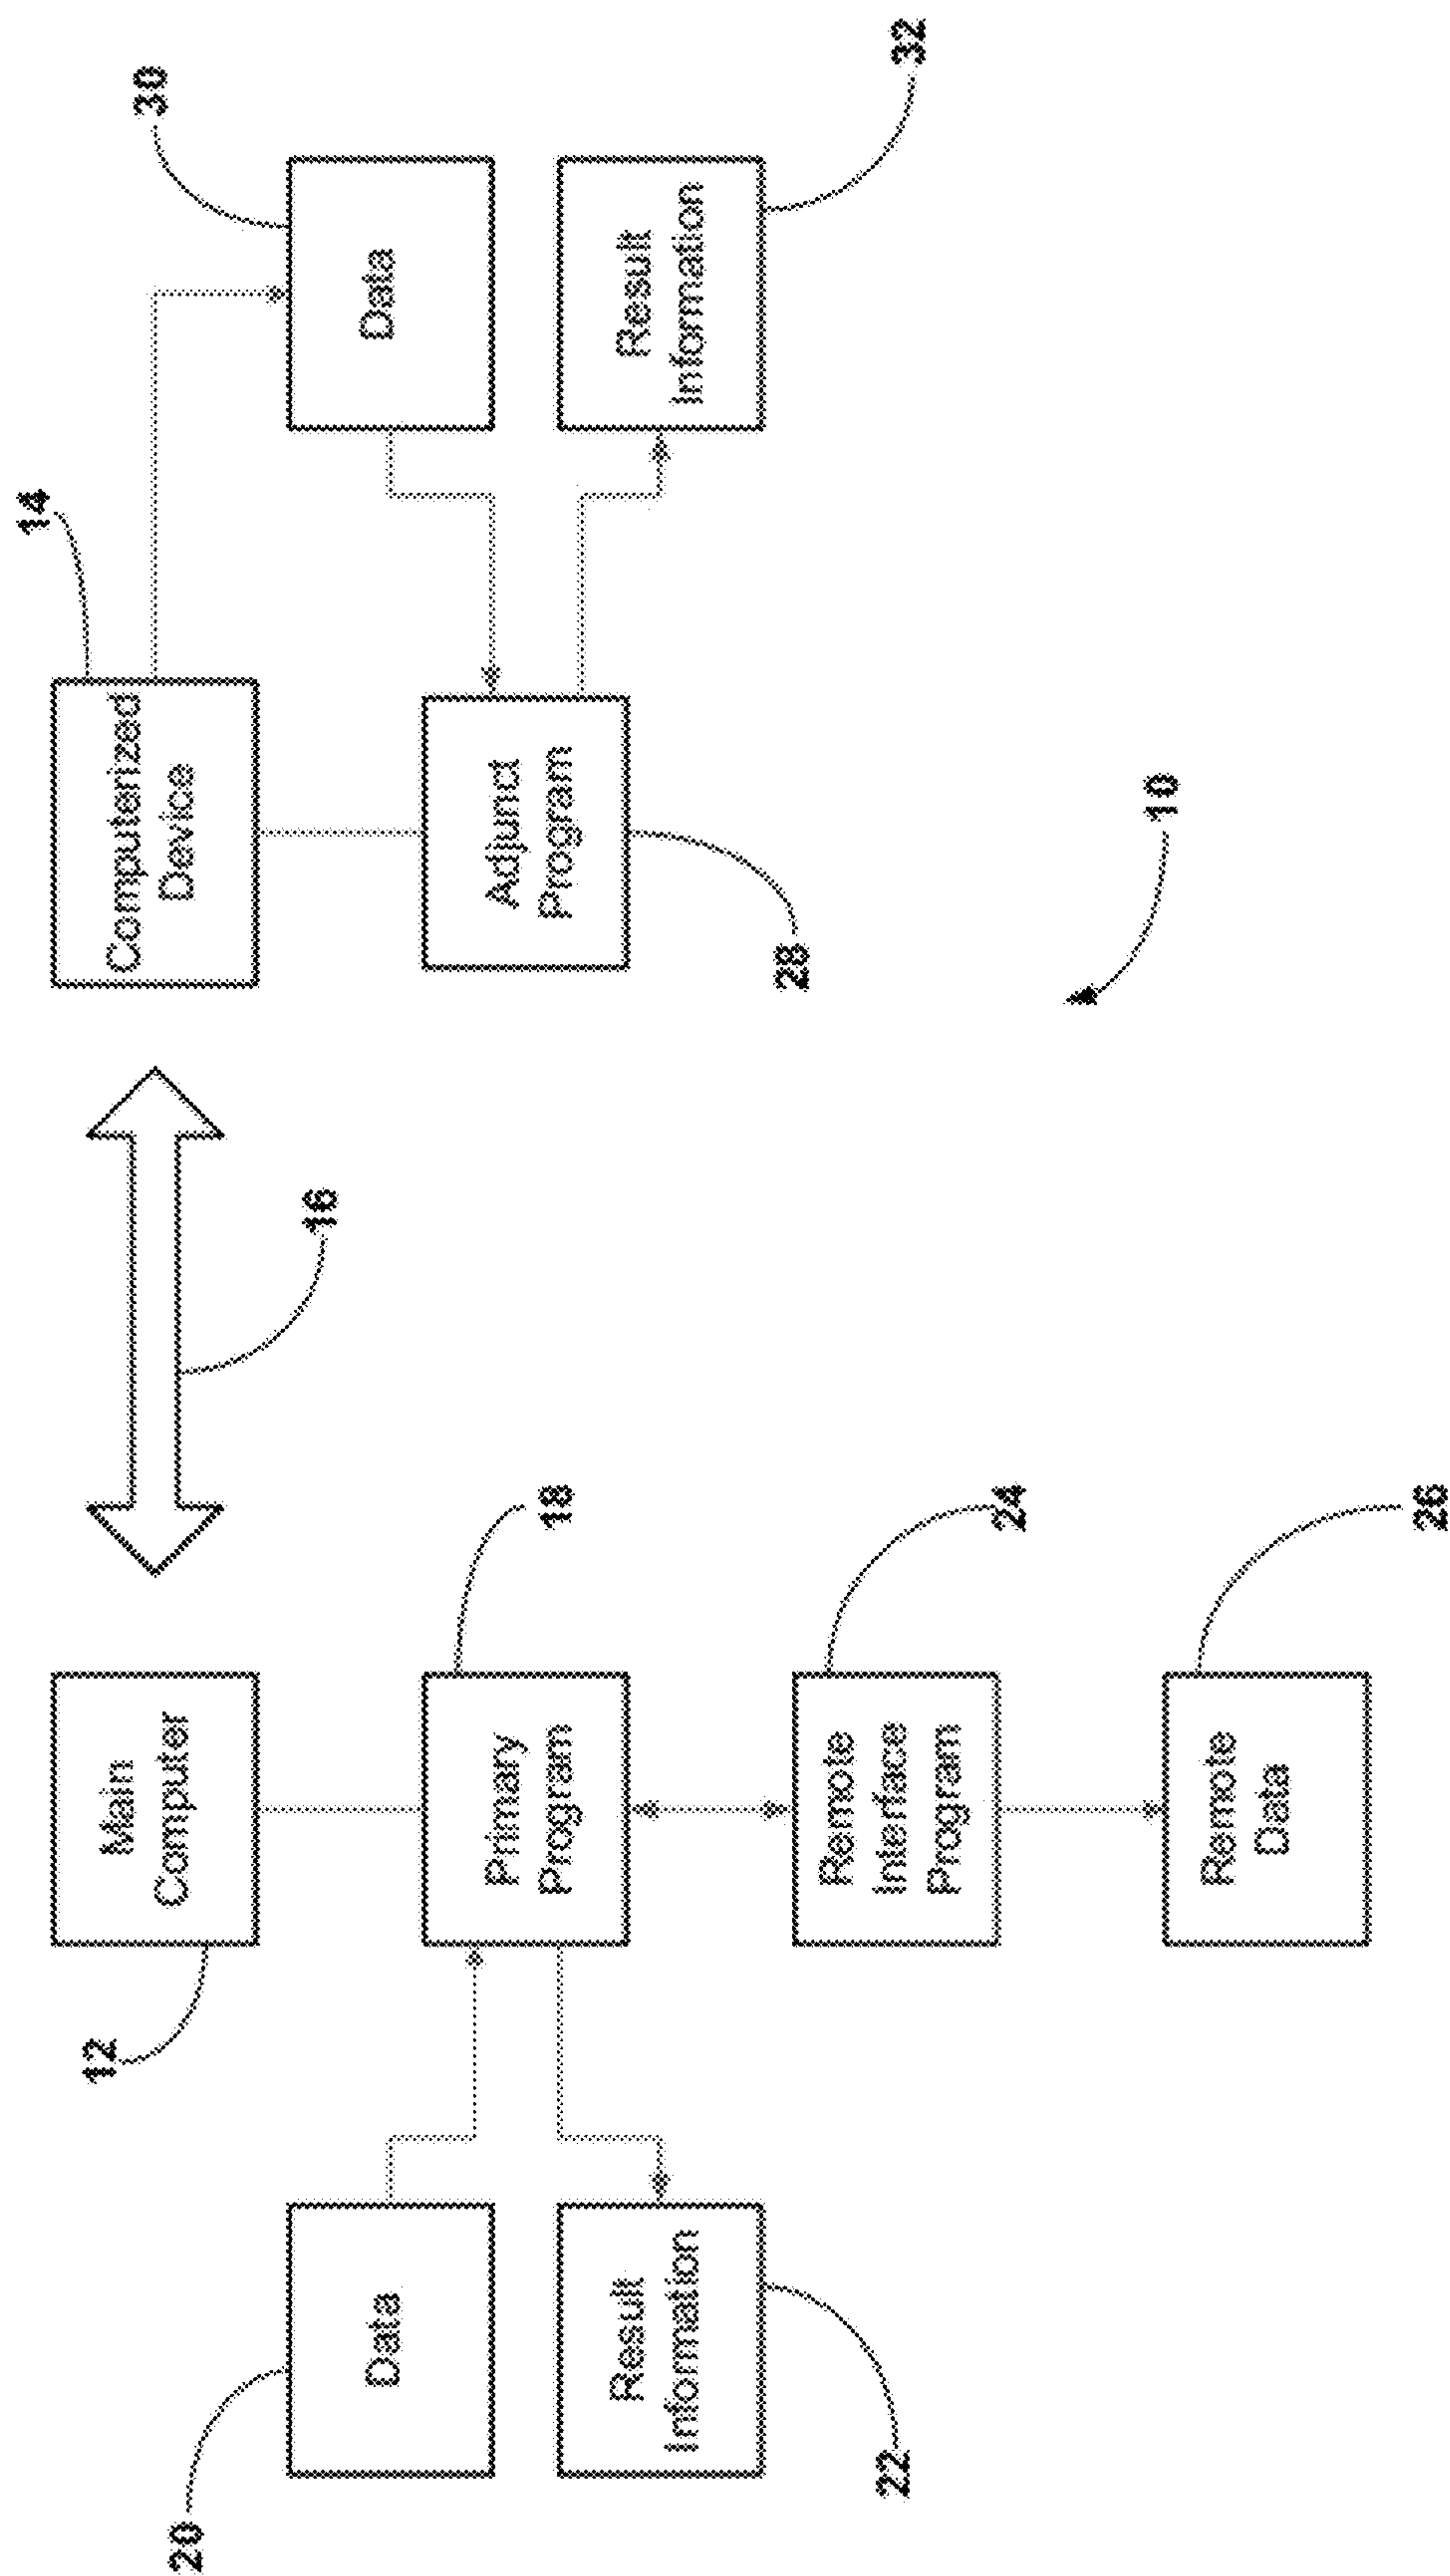 12
Main
Computer
16
14
Computerized
Device
20
Data
Primary
Program
18
30
Data
Adjunct
Program
28
Result
Information
22
Result
Information
32
Remote
Interface
Program
24
Remote
Data
26
10